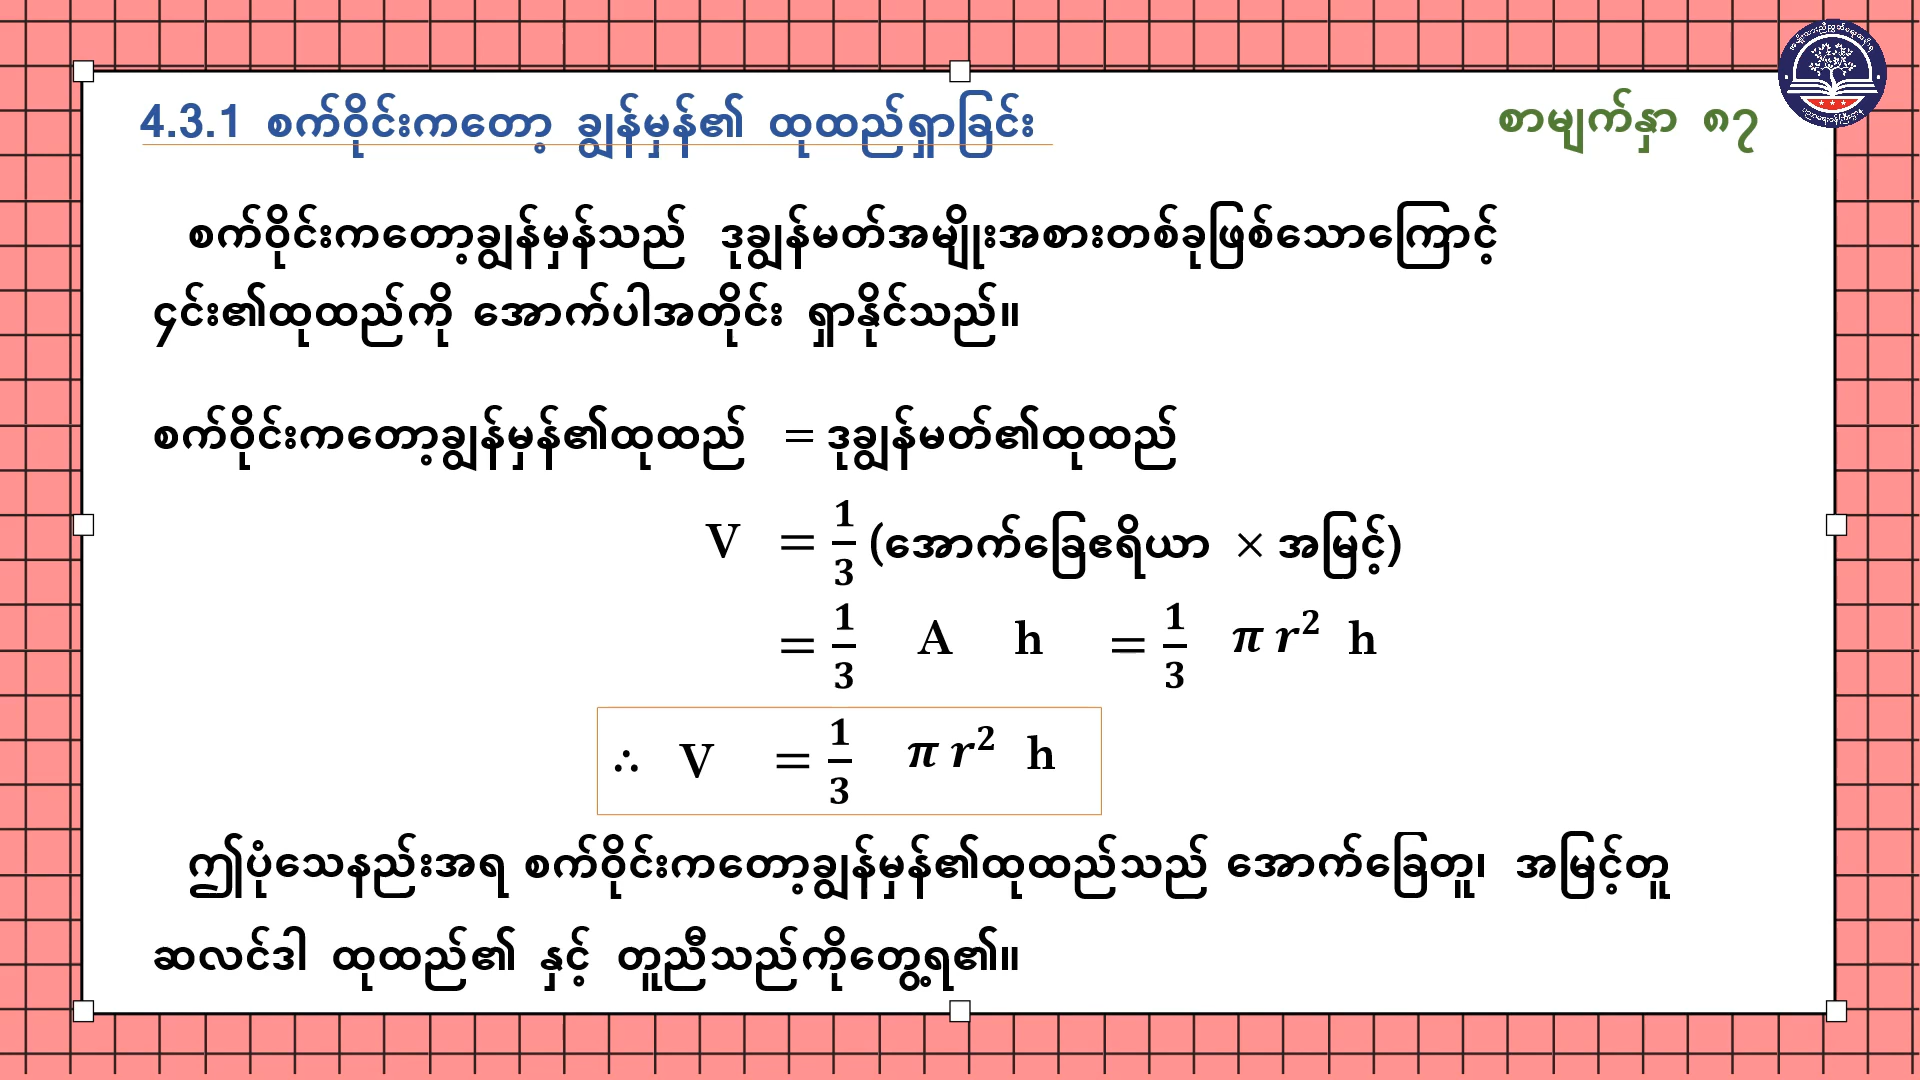 4.3.1 စက်ဝိုင်းကတော့ ချွန်မှန်၏ ထုထည်ရှာခြင်း
စာမျက်နှာ ၈၇
စက်ဝိုင်းကတော့ချွန်မှန်သည် ဒုချွန်မတ်အမျိုးအစားတစ်ခုဖြစ်သောကြောင့်
၄င်း၏ထုထည်ကို အောက်ပါအတိုင်း ရှာနိုင်သည်။
စက်ဝိုင်းကတော့ချွန်မှန်၏ထုထည် = ဒုချွန်မတ်၏ထုထည်
V = 1/3 (အောက်ခြေဧရိယာ × အမြင့်)
= 1/3 A h = 1/3 π r² h
∴ V = 1/3 π r² h
ဤပုံသေနည်းအရ စက်ဝိုင်းကတော့ချွန်မှန်၏ထုထည်သည် အောက်ခြေတူ၊ အမြင့်တူ
ဆလင်ဒါ ထုထည်၏ နှင့် တူညီသည်ကိုတွေ့ရ၏။